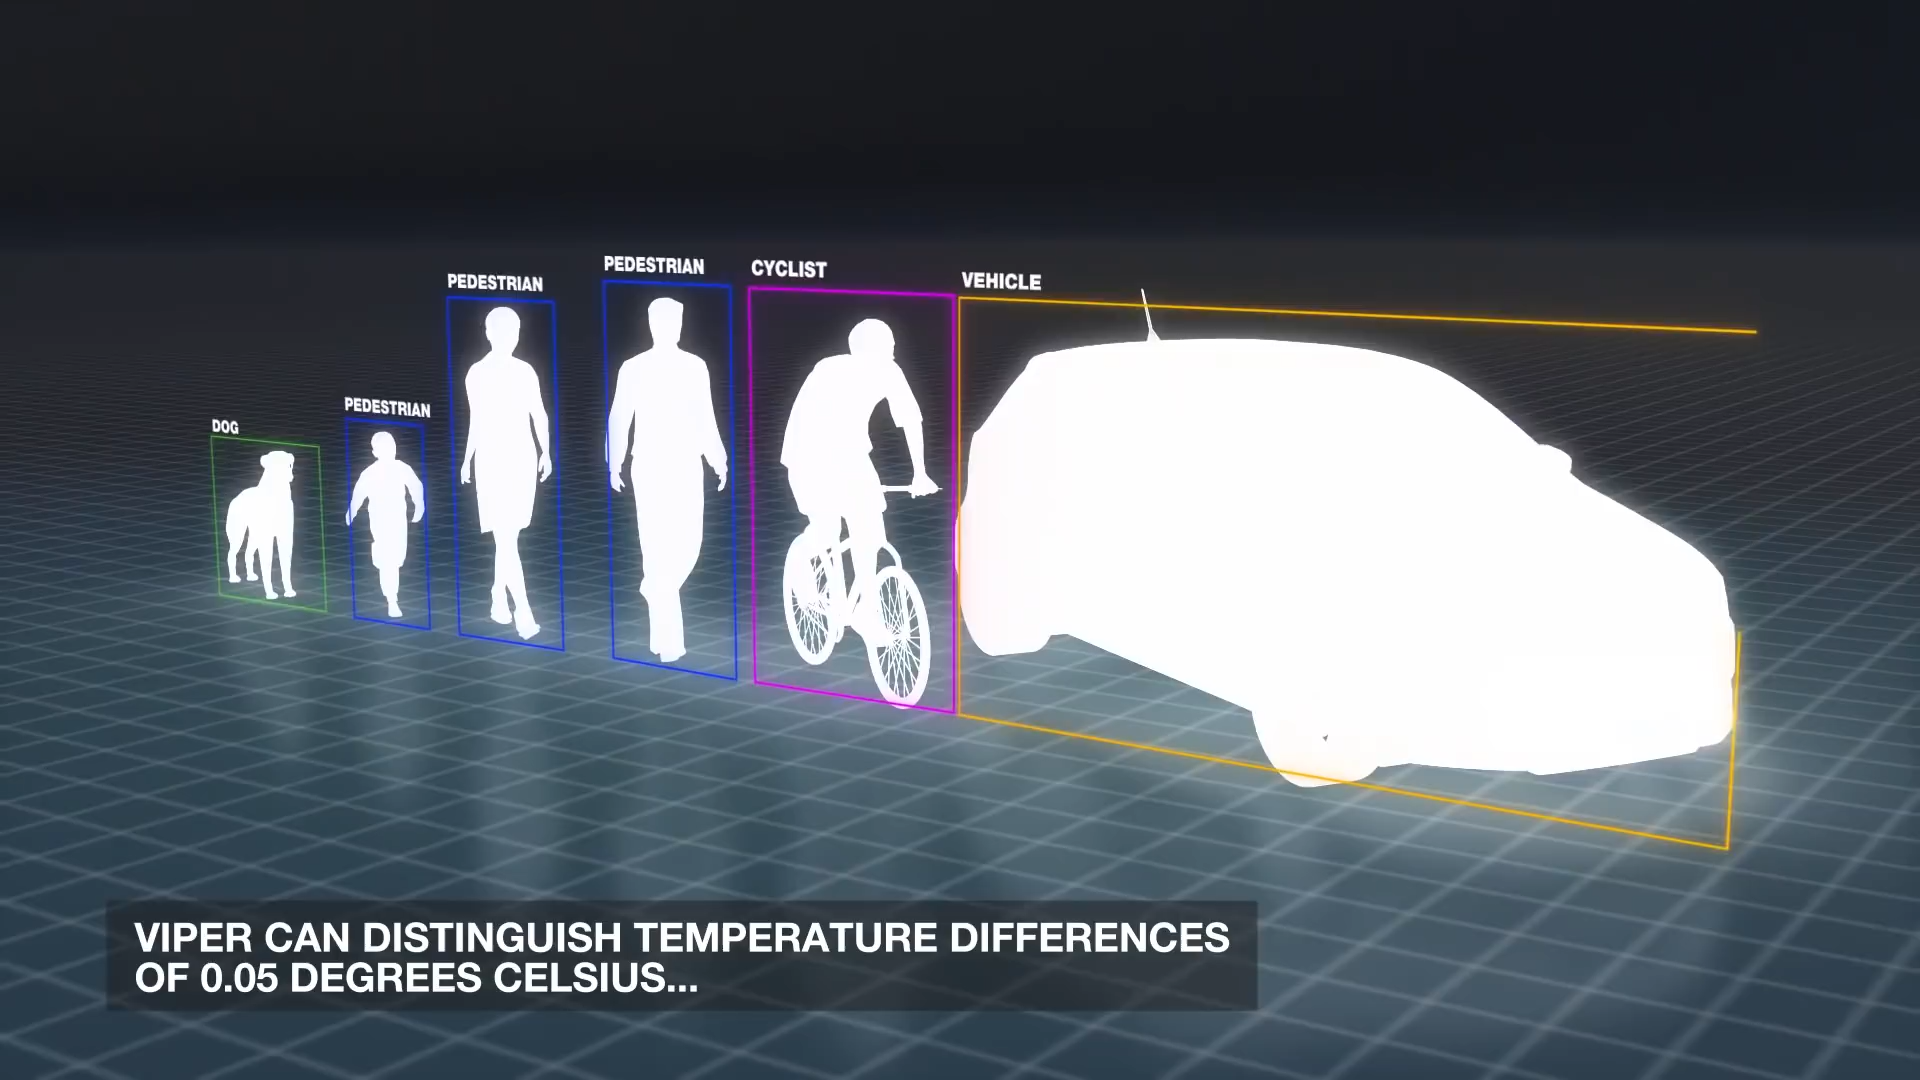 DOG
PEDESTRIAN
PEDESTRIAN
PEDESTRIAN
CYCLIST
VEHICLE
VIPER CAN DISTINGUISH TEMPERATURE DIFFERENCES
OF 0.05 DEGREES CELSIUS...